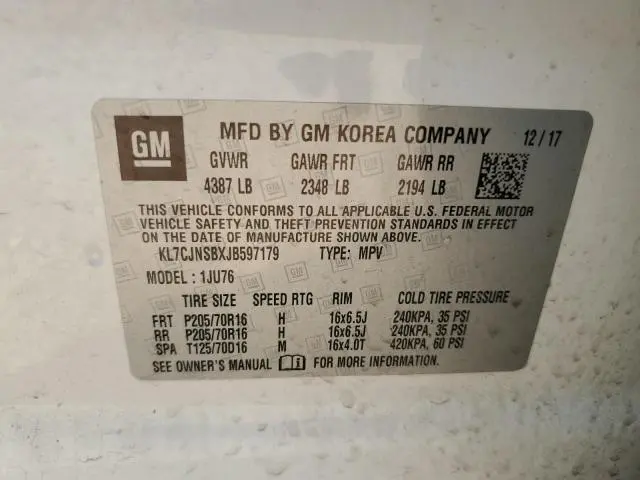 GM MFD BY GM KOREA COMPANY 12/17
GVWR GAWR FRT GAWR RR
4387 LB 2348 LB 2194 LB
THIS VEHICLE CONFORMS TO ALL APPLICABLE U.S. FEDERAL MOTOR
VEHICLE SAFETY AND THEFT PREVENTION STANDARDS IN EFFECT
ON THE DATE OF MANUFACTURE SHOWN ABOVE.
KL7CJNSBXJB597179 TYPE: MPV
MODEL : 1JU76
TIRE SIZE SPEED RTG RIM COLD TIRE PRESSURE
FRT P205/70R16 H 16x6.5J 240KPA, 35 PSI
RR P205/70R16 H 16x6.5J 240KPA, 35 PSI
SPA T125/70D16 M 16x4.0T 420KPA, 60 PSI
SEE OWNER'S MANUAL FOR MORE INFORMATION.